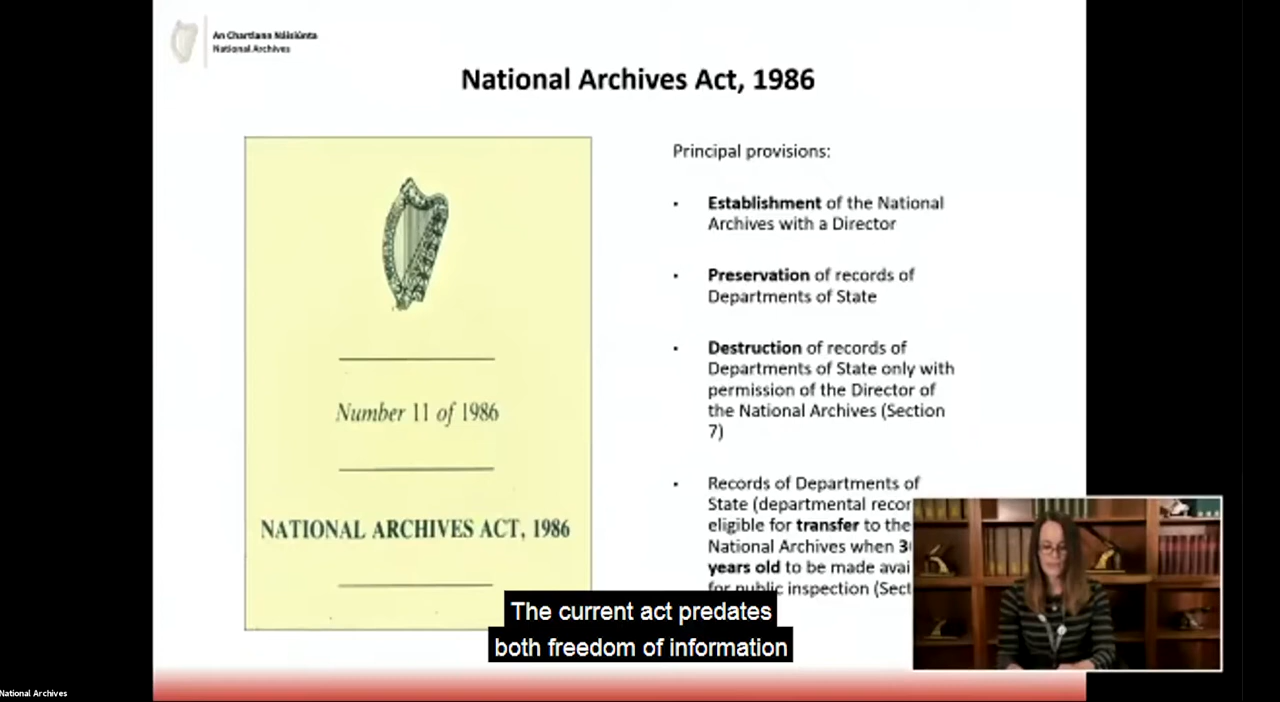 An Chartlann Náisiúnta
National Archives
National Archives Act, 1986
Number 11 of 1986
NATIONAL ARCHIVES ACT, 1986
Principal provisions:
• Establishment of the National
Archives with a Director
• Preservation of records of
Departments of State
• Destruction of records of
Departments of State only with
permission of the Director of
the National Archives (Section
7)
• Records of Departments of
State (departmental recor
eligible for transfer to the
National Archives when 3
years old to be made avai
for public inspection (Sect
The current act predates
both freedom of information
National Archives